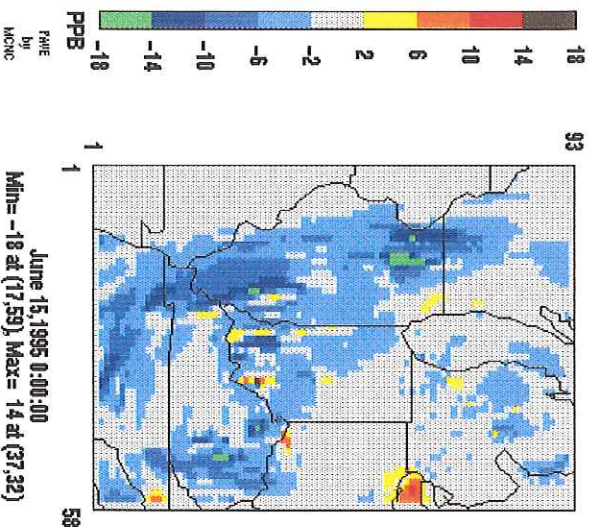 PPB
18
14
10
6
2
-2
-6
-10
-14
-18
PAVE
by
MCNC
93
1
1
58
June 15,1995 0:00:00
Min= -18 at (17,59), Max= 14 at (37,32)